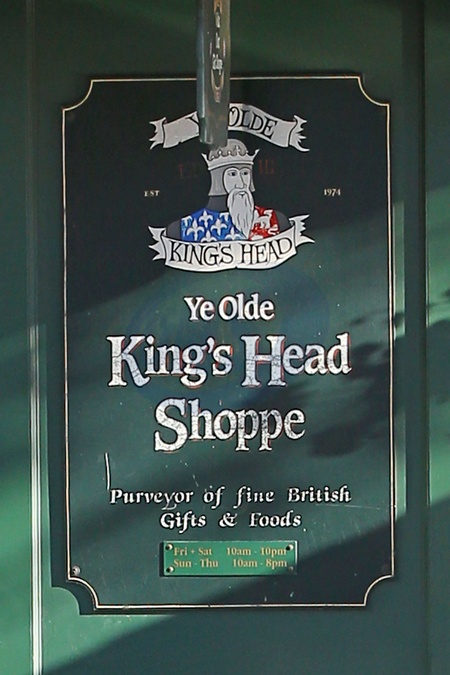 OLDE
EST 1974
KING'S HEAD
Ye Olde
King's Head
Shoppe
Purveyor of fine British
Gifts & Foods
Fri + Sat 10am - 10pm
Sun - Thu 10am - 8pm